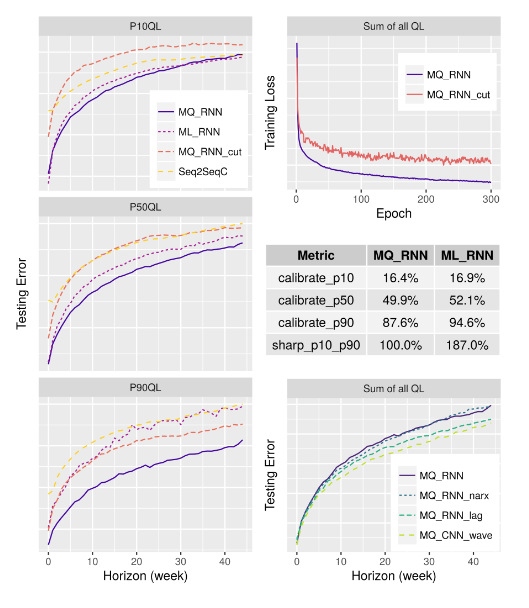 P10QL
MQ_RNN
ML_RNN
MQ_RNN_cut
Seq2SeqC
P50QL
Testing Error
P90QL
0 10 20 30 40
Horizon (week)
Sum of all QL
Training Loss
MQ_RNN
MQ_RNN_cut
0 100 200 300
Epoch
Metric MQ_RNN ML_RNN
calibrate_p10 16.4% 16.9%
calibrate_p50 49.9% 52.1%
calibrate_p90 87.6% 94.6%
sharp_p10_p90 100.0% 187.0%
Sum of all QL
Testing Error
MQ_RNN
MQ_RNN_narx
MQ_RNN_lag
MQ_CNN_wave
0 10 20 30 40
Horizon (week)